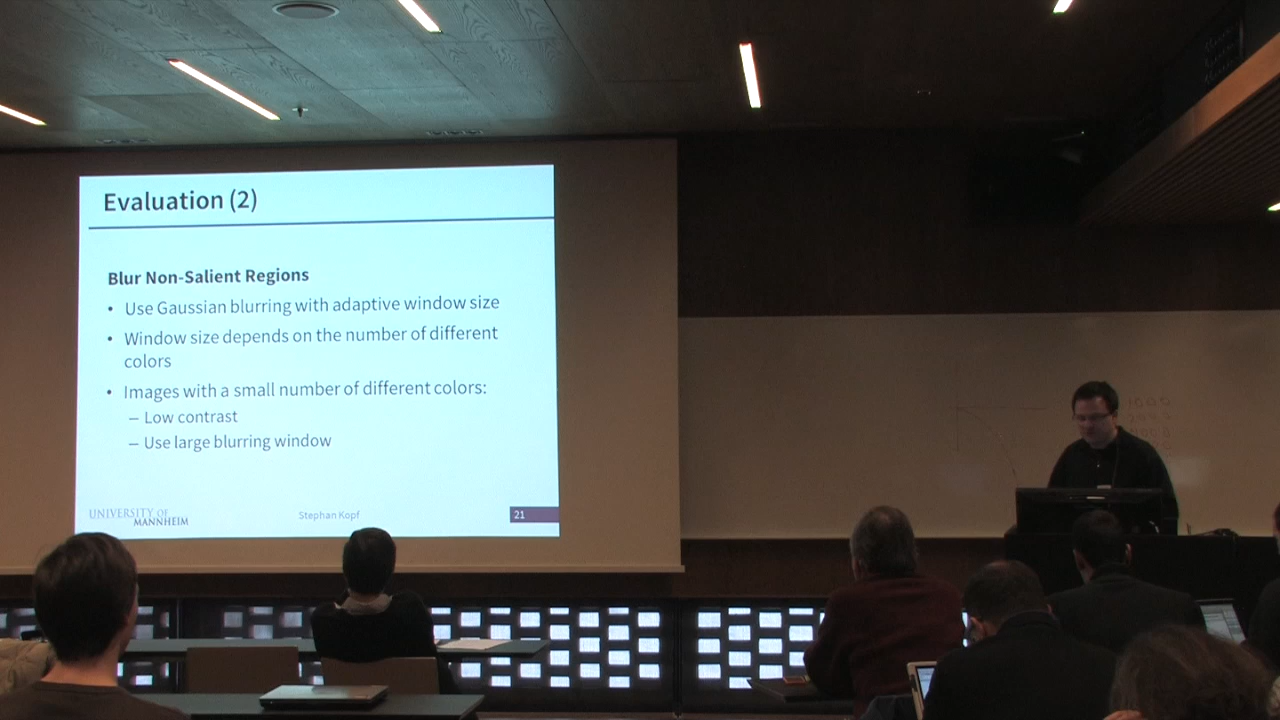 Evaluation (2)
Blur Non-Salient Regions
• Use Gaussian blurring with adaptive window size
• Window size depends on the number of different
colors
• Images with a small number of different colors:
– Low contrast
– Use large blurring window
UNIVERSITY OF
MANNHEIM
Stephan Kopf
21